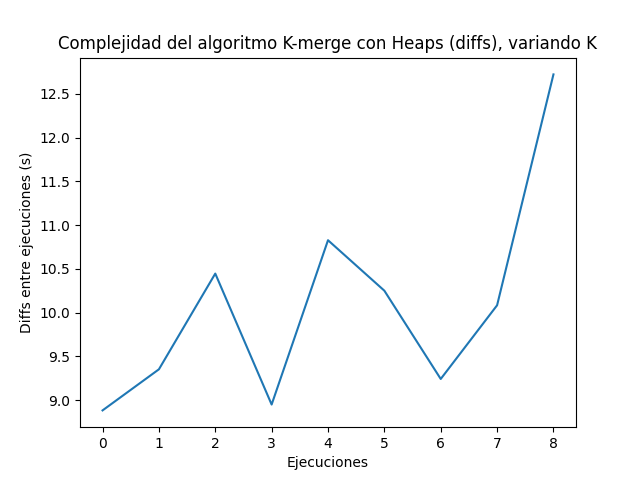 Complejidad del algoritmo K-merge con Heaps (diffs), variando K
12.5
12.0
11.5
11.0
10.5
10.0
9.5
9.0
Diffs entre ejecuciones (s)
0 1 2 3 4 5 6 7 8
Ejecuciones